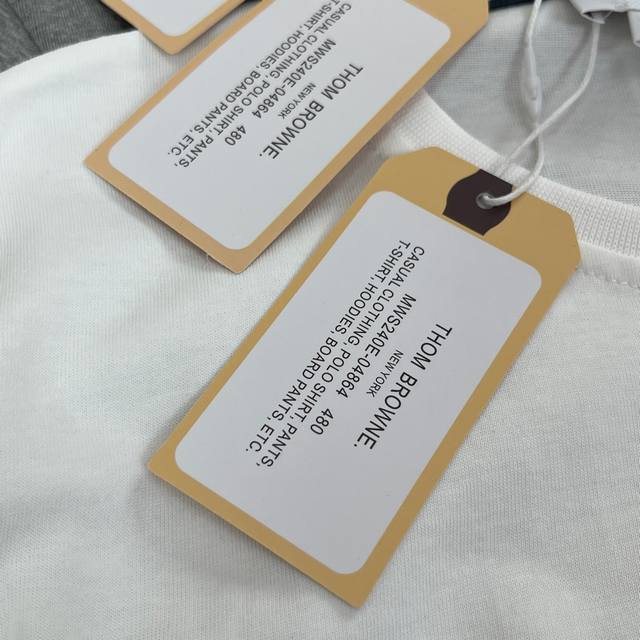 THOM BROWNE.
NEW YORK
MWS240E-04864 480
CASUAL CLOTHING, POLO SHIRT, PANTS,
T-SHIRT, HOODIES, BOARD PANTS, ETC.
THOM BROWNE.
NEW YORK
MWS240E-04864 480
CASUAL CLOTHING, POLO SHIRT, PANTS,
T-SHIRT, HOODIES, BOARD PANTS, ETC.